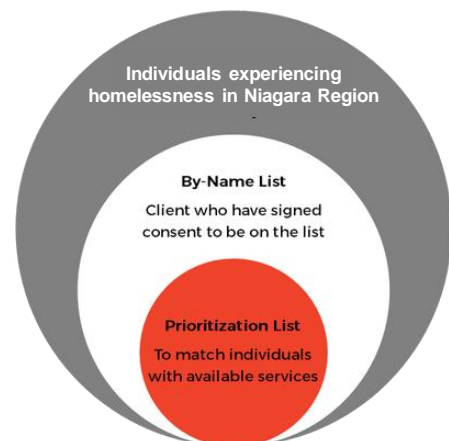 Individuals experiencing
homelessness in Niagara Region
By-Name List
Client who have signed
consent to be on the list
Prioritization List
To match individuals
with available services